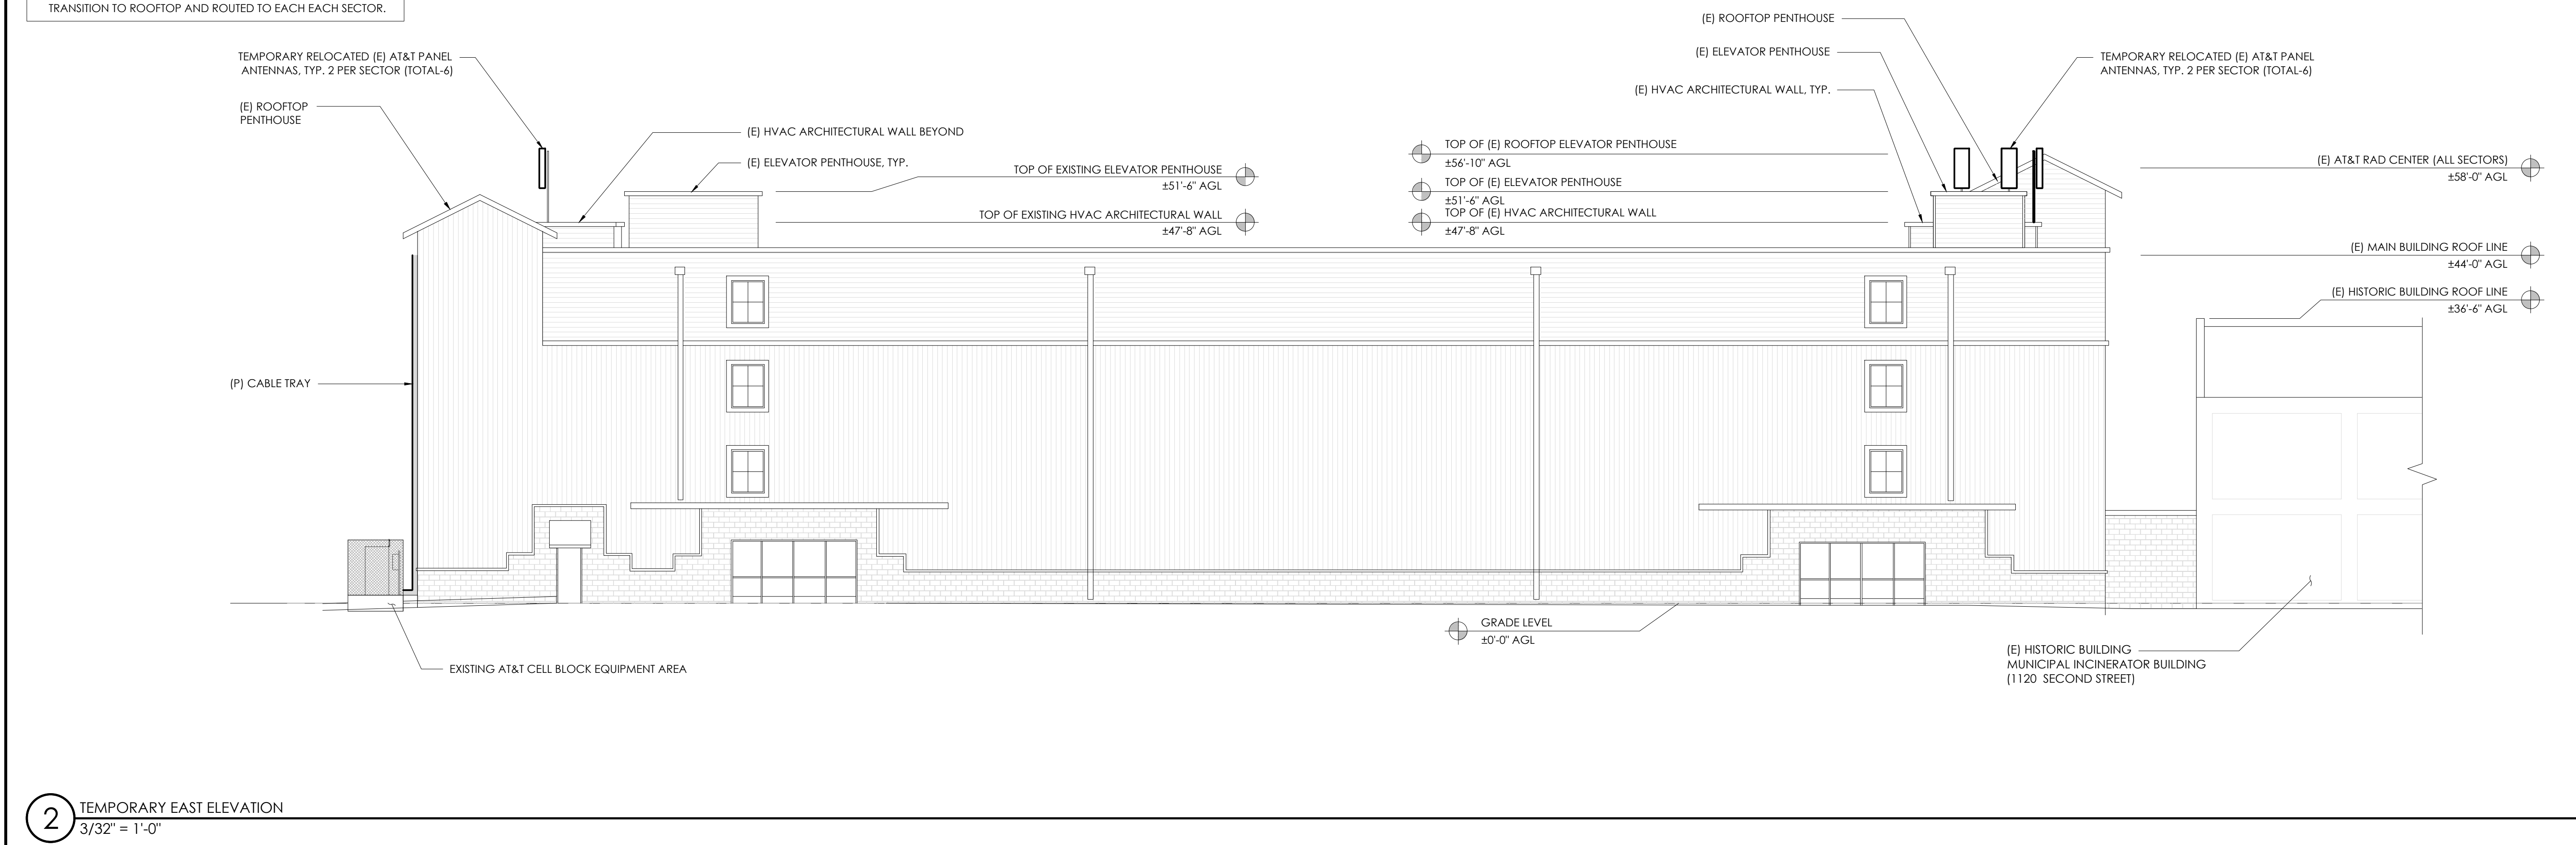 TRANSITION TO ROOFTOP AND ROUTED TO EACH EACH SECTOR.
TEMPORARY RELOCATED (E) AT&T PANEL
ANTENNAS, TYP. 2 PER SECTOR (TOTAL-6)
(E) ROOFTOP
PENTHOUSE
(E) HVAC ARCHITECTURAL WALL BEYOND
(E) ELEVATOR PENTHOUSE, TYP.
TOP OF EXISTING ELEVATOR PENTHOUSE
±51'-6" AGL
TOP OF EXISTING HVAC ARCHITECTURAL WALL
±47'-8" AGL
(E) ROOFTOP PENTHOUSE
(E) ELEVATOR PENTHOUSE
(E) HVAC ARCHITECTURAL WALL, TYP.
TOP OF (E) ROOFTOP ELEVATOR PENTHOUSE
±56'-10" AGL
TOP OF (E) ELEVATOR PENTHOUSE
±51'-6" AGL
TOP OF (E) HVAC ARCHITECTURAL WALL
±47'-8" AGL
TEMPORARY RELOCATED (E) AT&T PANEL
ANTENNAS, TYP. 2 PER SECTOR (TOTAL-6)
(E) AT&T RAD CENTER (ALL SECTORS)
±58'-0" AGL
(E) MAIN BUILDING ROOF LINE
±44'-0" AGL
(E) HISTORIC BUILDING ROOF LINE
±36'-6" AGL
(P) CABLE TRAY
EXISTING AT&T CELL BLOCK EQUIPMENT AREA
GRADE LEVEL
±0'-0" AGL
(E) HISTORIC BUILDING
MUNICIPAL INCINERATOR BUILDING
(1120 SECOND STREET)
2
TEMPORARY EAST ELEVATION
3/32" = 1'-0"